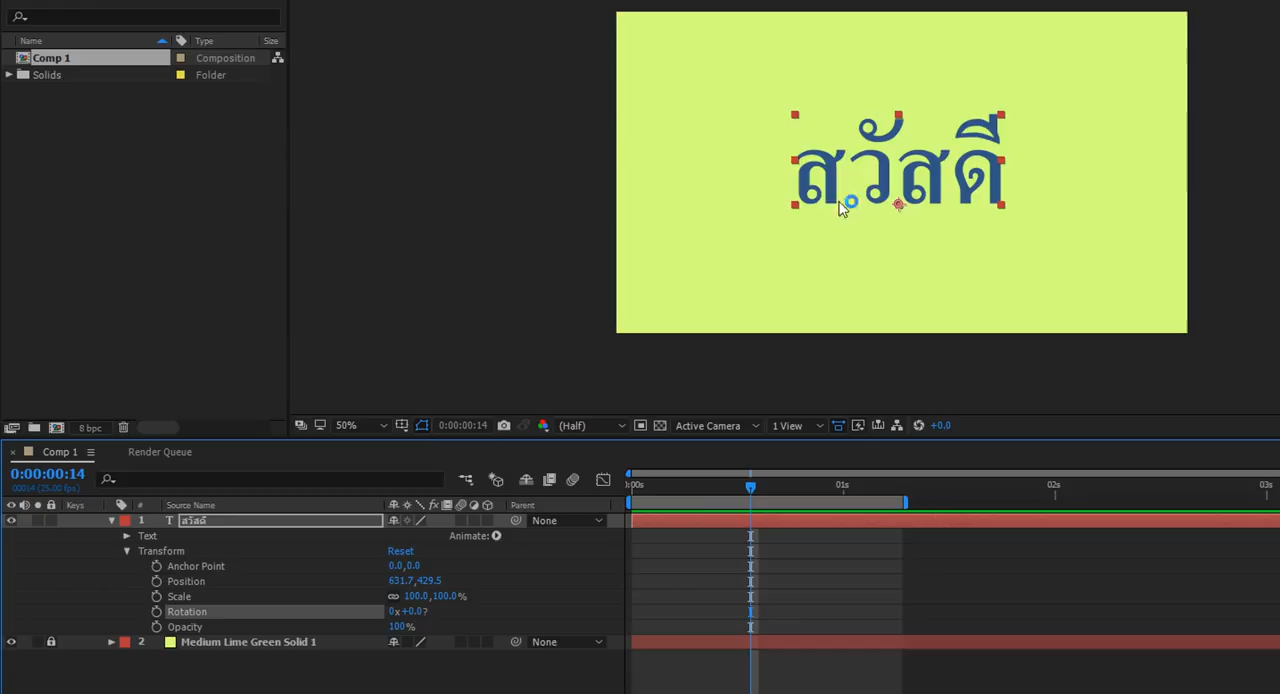 Name Type Size
Comp 1 Composition
Solids Folder
สวัสดี
8 bpc
50% 0:00:00:14 (Half) Active Camera 1 View +0.0
Comp 1 Render Queue
0:00:00:14
00014 (25.00 fps)
:00s 01s 02s 03s
Keys # Source Name fx Parent
1 T สวัสดี None
Text Animate:
Transform Reset
Anchor Point 0.0,0.0
Position 631.7,429.5
Scale 100.0,100.0%
Rotation 0x+0.0?
Opacity 100%
2 Medium Lime Green Solid 1 None